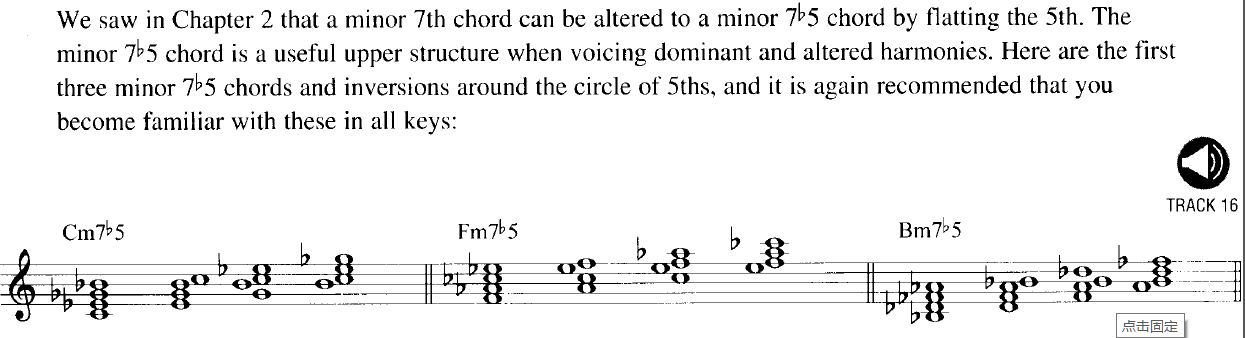 We saw in Chapter 2 that a minor 7th chord can be altered to a minor 7♭5 chord by flatting the 5th. The
minor 7♭5 chord is a useful upper structure when voicing dominant and altered harmonies. Here are the first
three minor 7♭5 chords and inversions around the circle of 5ths, and it is again recommended that you
become familiar with these in all keys:
TRACK 16
Cm7♭5 Fm7♭5 Bm7♭5
点击固定